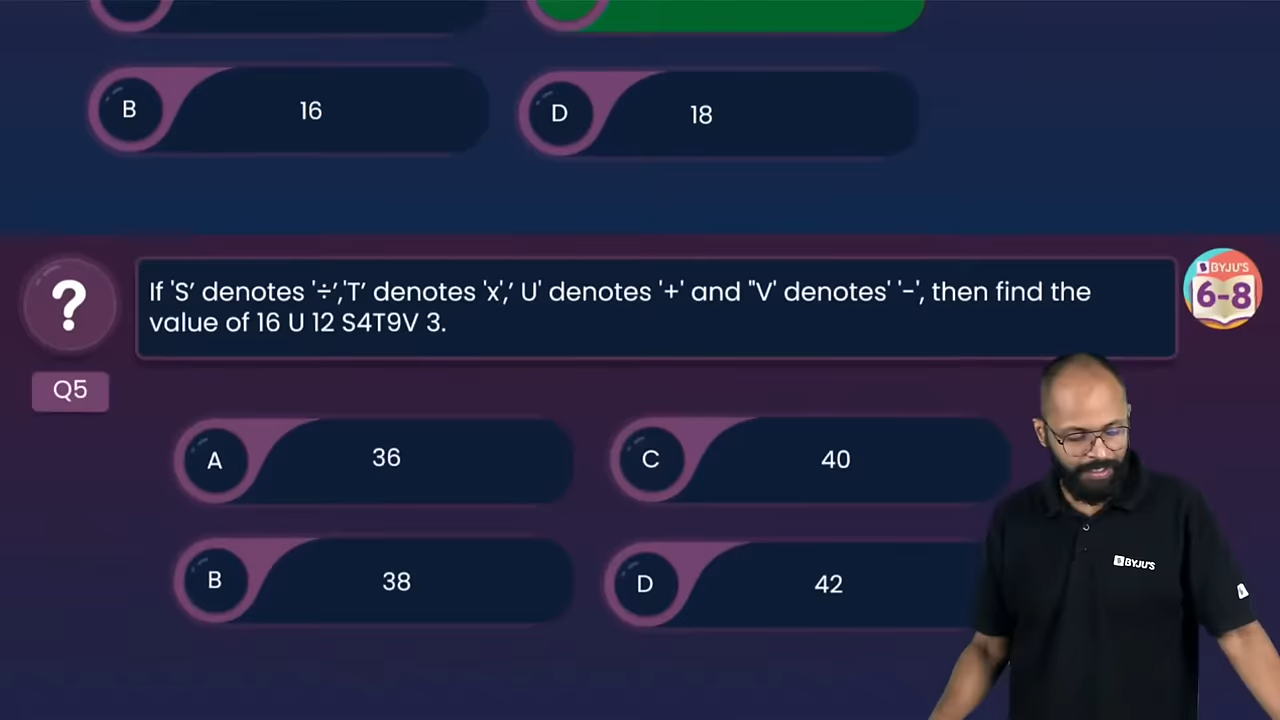 B 16
D 18
?
If 'S’ denotes '÷’,'T’ denotes 'x',’ U' denotes '+' and "V' denotes' '-', then find the
value of 16 U 12 S4T9V 3.
BYJU'S
6-8
Q5
A 36
C 40
B 38
D 42
BYJU'S